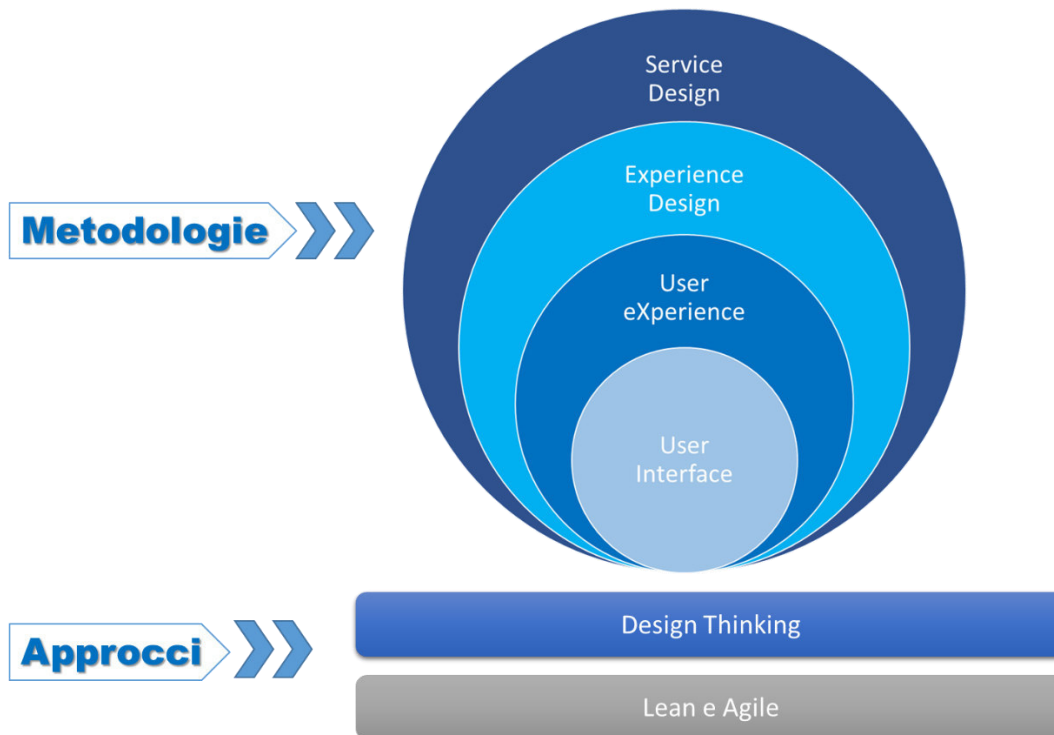 Service
Design
Experience
Design
Metodologie
User
eXperience
User
Interface
Design Thinking
Approcci
Lean e Agile